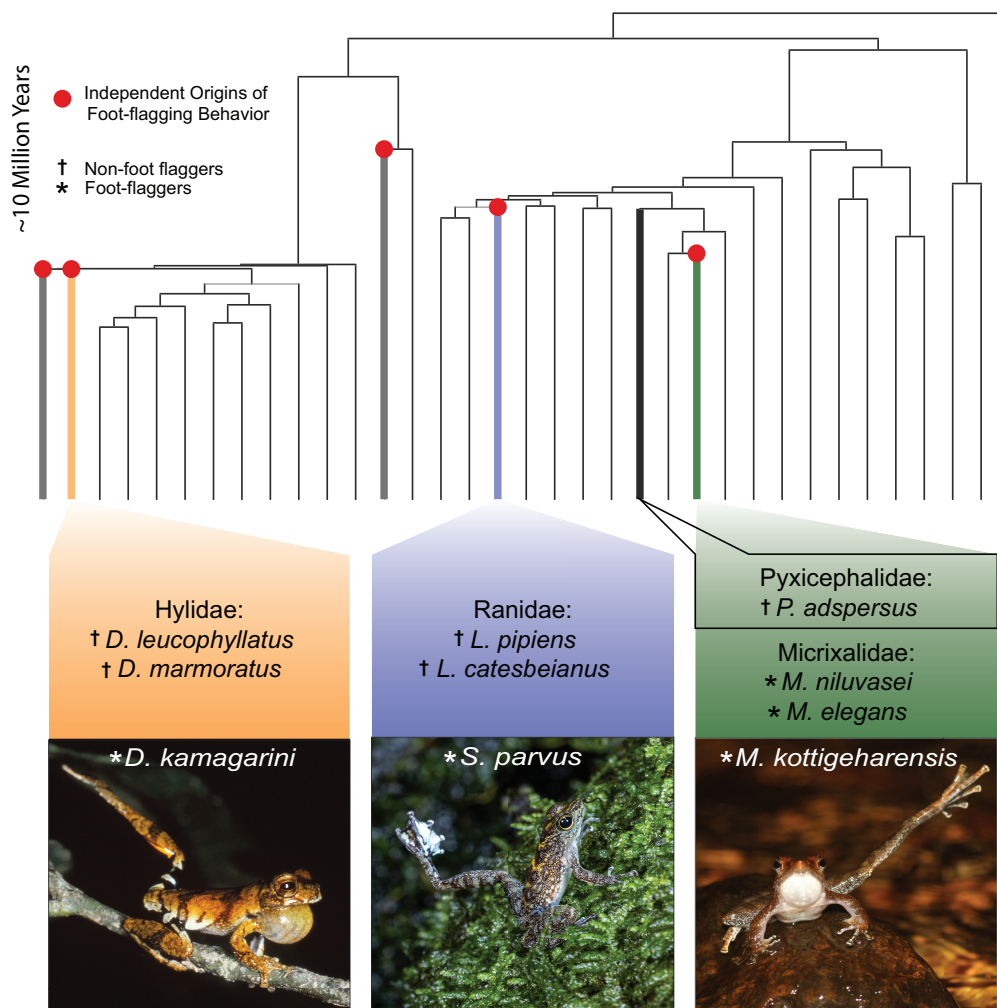 ~10 Million Years
Independent Origins of
Foot-flagging Behavior
† Non-foot flaggers
* Foot-flaggers
Hylidae:
† D. leucophyllatus
† D. marmoratus
* D. kamagarini
Ranidae:
† L. pipiens
† L. catesbeianus
* S. parvus
Pyxicephalidae:
† P. adspersus
Micrixalidae:
* M. niluvasei
* M. elegans
* M. kottigeharensis